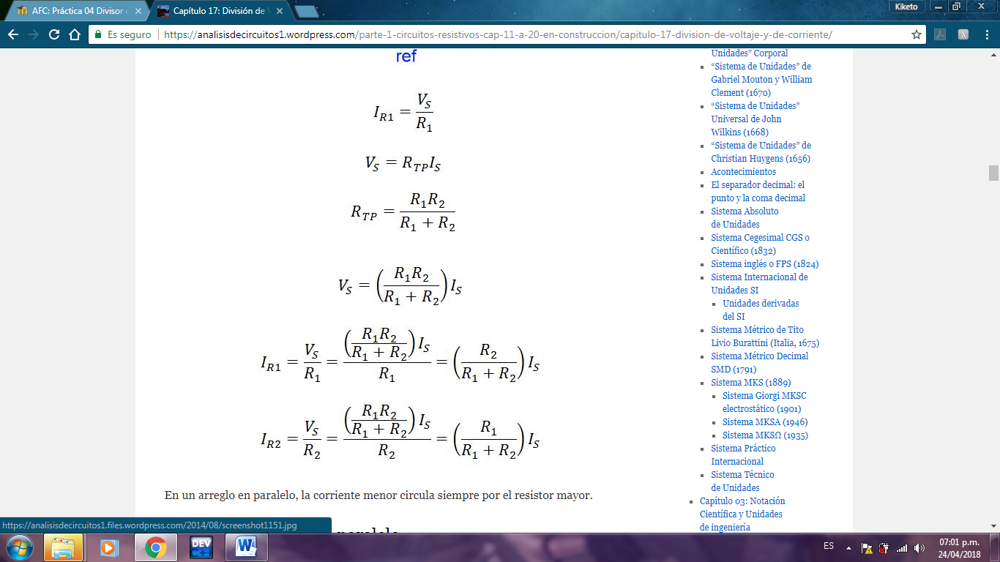 AFC: Práctica 04 Divisor
Capítulo 17: División de
Kiketo
Es seguro | https://analisisdecircuitos1.wordpress.com/parte-1-circuitos-resistivos-cap-11-a-20-en-construccion/capitulo-17-division-de-voltaje-y-de-corriente/
ref
I_{R1} = \frac{V_S}{R_1}
V_S = R_{TP}I_S
R_{TP} = \frac{R_1R_2}{R_1 + R_2}
V_S = \left(\frac{R_1R_2}{R_1 + R_2}\right)I_S
I_{R1} = \frac{V_S}{R_1} = \frac{\left(\frac{R_1R_2}{R_1 + R_2}\right)I_S}{R_1} = \left(\frac{R_2}{R_1 + R_2}\right)I_S
I_{R2} = \frac{V_S}{R_2} = \frac{\left(\frac{R_1R_2}{R_1 + R_2}\right)I_S}{R_2} = \left(\frac{R_1}{R_1 + R_2}\right)I_S
En un arreglo en paralelo, la corriente menor circula siempre por el resistor mayor.
Unidades” Corporal
“Sistema de Unidades” de
Gabriel Mouton y William
Clement (1670)
“Sistema de Unidades”
Universal de John
Wilkins (1668)
“Sistema de Unidades” de
Christian Huygens (1656)
Acontecimientos
El separador decimal: el
punto y la coma decimal
Sistema Absoluto
de Unidades
Sistema Cegesimal CGS o
Científico (1832)
Sistema inglés o FPS (1824)
Sistema Internacional de
Unidades SI
Unidades derivadas
del SI
Sistema Métrico de Tito
Livio Burattini (Italia, 1675)
Sistema Métrico Decimal
SMD (1791)
Sistema MKS (1889)
Sistema Giorgi MKSC
electrostático (1901)
Sistema MKSA (1946)
Sistema MKSΩ (1935)
Sistema Práctico
Internacional
Sistema Técnico
de Unidades
Capítulo 03: Notación
Científica y Unidades
de ingeniería
https://analisisdecircuitos1.files.wordpress.com/2014/08/screenshot1151.jpg
DEV
C++
W
ES
07:01 p.m.
24/04/2018